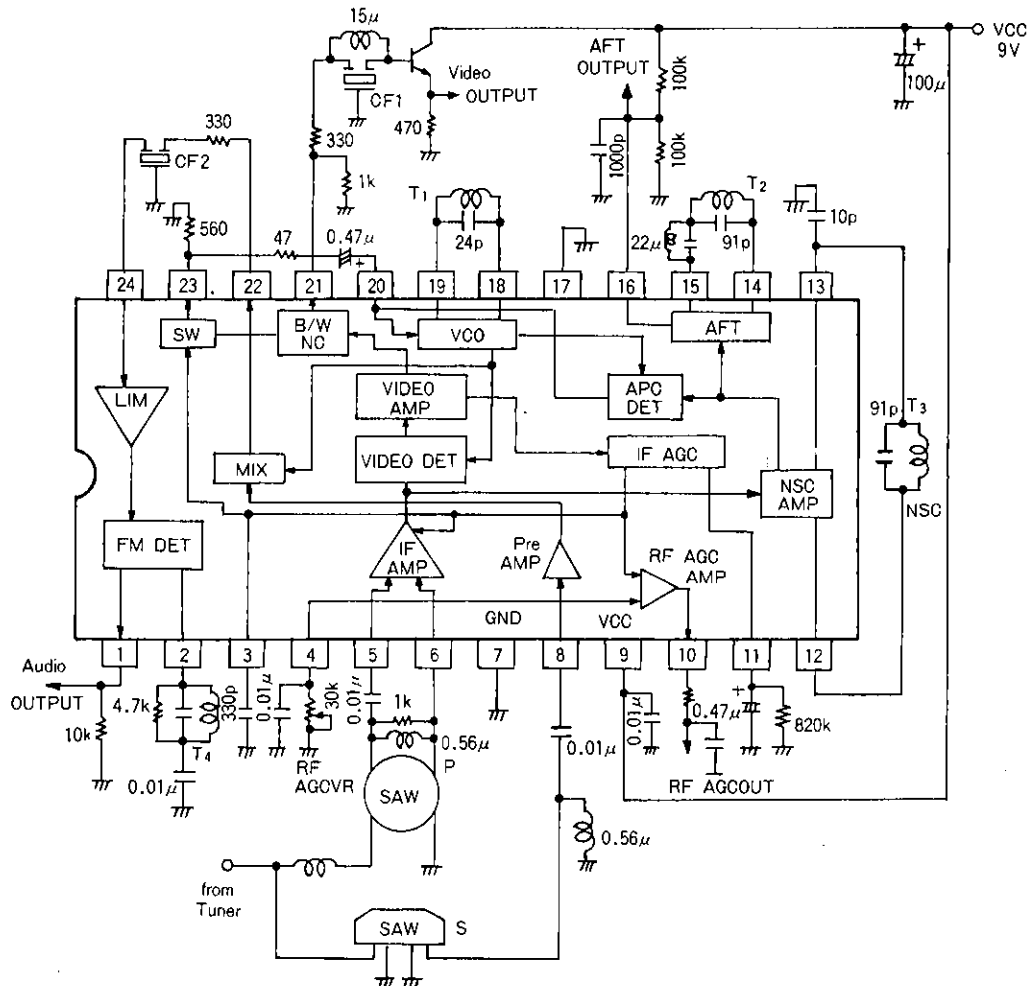 15μ
VCC
9V
AFT
OUTPUT
100k
+
100μ
Video
OUTPUT
CF1
330
330
470
1000p
100k
CF2
1k
T1
T2
560
24p
10p
47
0.47μ
+
22μ
91p
24 23 22 21 20 19 18 17 16 15 14 13
SW
B/W
NC
VCO
AFT
LIM
VIDEO
AMP
APC
DET
91p
T3
MIX
VIDEO DET
IF AGC
NSC
AMP
NSC
FM DET
IF
AMP
Pre
AMP
RF AGC
AMP
GND
VCC
1 2 3 4 5 6 7 8 9 10 11 12
Audio
OUTPUT
4.7k
330p
0.01μ
30k
0.01μ
1k
0.01μ
0.47μ
+
820k
10k
T4
0.56μ
0.01μ
0.01μ
RF
AGCVR
P
RF AGCOUT
SAW
0.56μ
from
Tuner
SAW
S